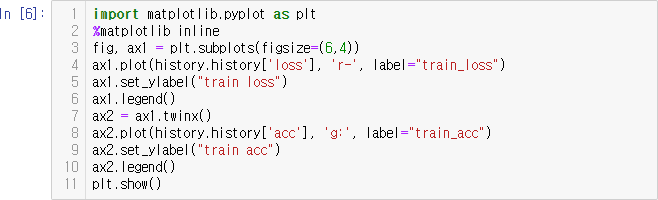 In [6]: 1 import matplotlib.pyplot as plt
2 %matplotlib inline
3 fig, ax1 = plt.subplots(figsize=(6,4))
4 ax1.plot(history.history['loss'], 'r-', label="train_loss")
5 ax1.set_ylabel("train loss")
6 ax1.legend()
7 ax2 = ax1.twinx()
8 ax2.plot(history.history['acc'], 'g:', label="train_acc")
9 ax2.set_ylabel("train acc")
10 ax2.legend()
11 plt.show()